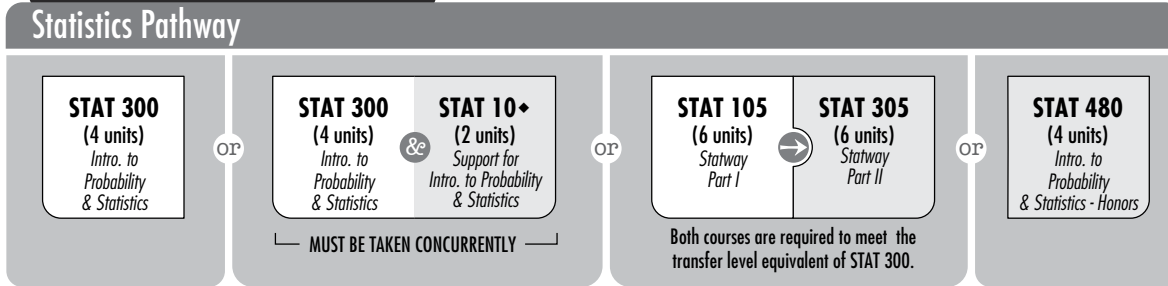 Statistics Pathway
STAT 300
(4 units)
Intro. to
Probability
& Statistics
or
STAT 300
(4 units)
Intro. to
Probability
& Statistics
&
STAT 10◆
(2 units)
Support for
Intro. to Probability
& Statistics
MUST BE TAKEN CONCURRENTLY
or
STAT 105
(6 units)
Statway
Part I
→
STAT 305
(6 units)
Statway
Part II
Both courses are required to meet the
transfer level equivalent of STAT 300.
or
STAT 480
(4 units)
Intro. to
Probability
& Statistics - Honors